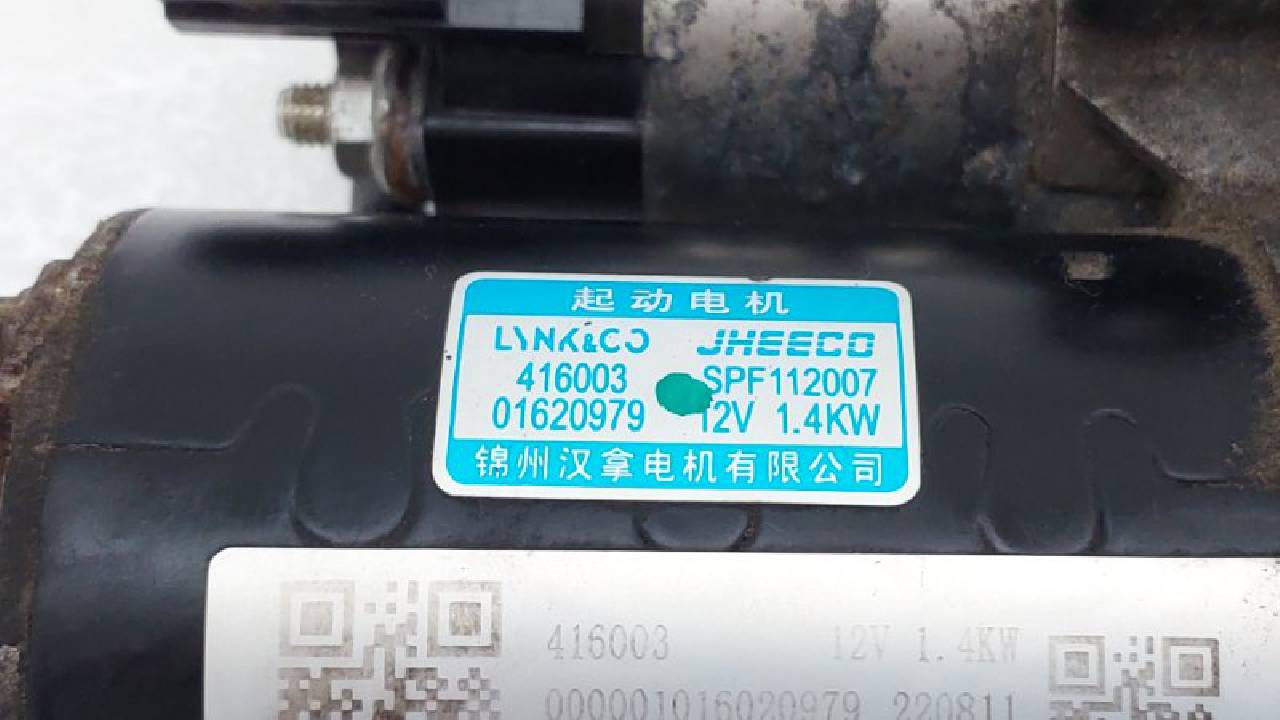 起动电机
LYNK&CO JHEECO
416003 SPF112007
01620979 12V 1.4KW
锦州汉拿电机有限公司
416003 12V 1.4KW
000001016020979 220811